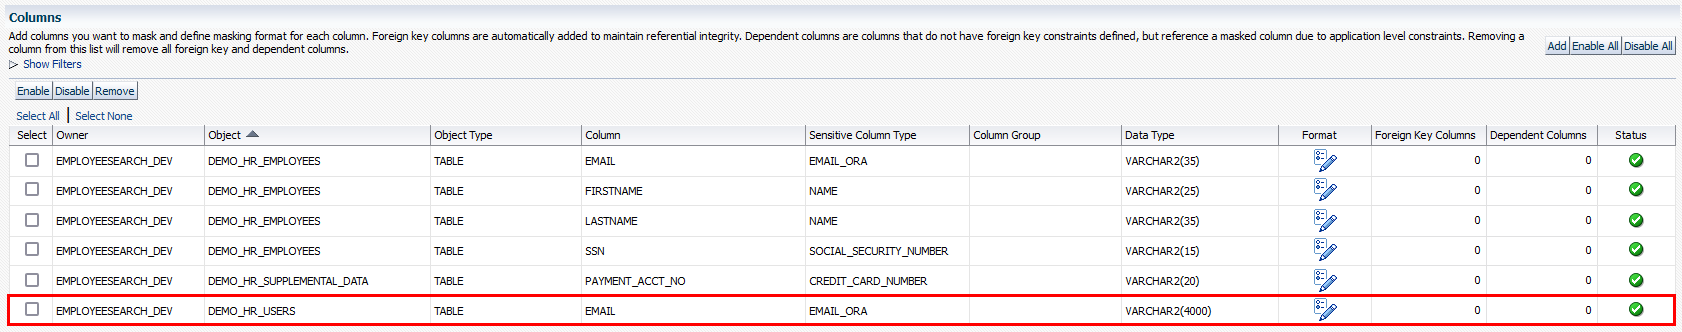 Columns
Add columns you want to mask and define masking format for each column. Foreign key columns are automatically added to maintain referential integrity. Dependent columns are columns that do not have foreign key constraints defined, but reference a masked column due to application level constraints. Removing a
column from this list will remove all foreign key and dependent columns.
Add Enable All Disable All
Show Filters
Enable Disable Remove
Select All Select None
Select Owner Object Object Type Column Sensitive Column Type Column Group Data Type Format Foreign Key Columns Dependent Columns Status
EMPLOYEESEARCH_DEV DEMO_HR_EMPLOYEES TABLE EMAIL EMAIL_ORA VARCHAR2(35) 0 0
EMPLOYEESEARCH_DEV DEMO_HR_EMPLOYEES TABLE FIRSTNAME NAME VARCHAR2(25) 0 0
EMPLOYEESEARCH_DEV DEMO_HR_EMPLOYEES TABLE LASTNAME NAME VARCHAR2(35) 0 0
EMPLOYEESEARCH_DEV DEMO_HR_EMPLOYEES TABLE SSN SOCIAL_SECURITY_NUMBER VARCHAR2(15) 0 0
EMPLOYEESEARCH_DEV DEMO_HR_SUPPLEMENTAL_DATA TABLE PAYMENT_ACCT_NO CREDIT_CARD_NUMBER VARCHAR2(20) 0 0
EMPLOYEESEARCH_DEV DEMO_HR_USERS TABLE EMAIL EMAIL_ORA VARCHAR2(4000) 0 0